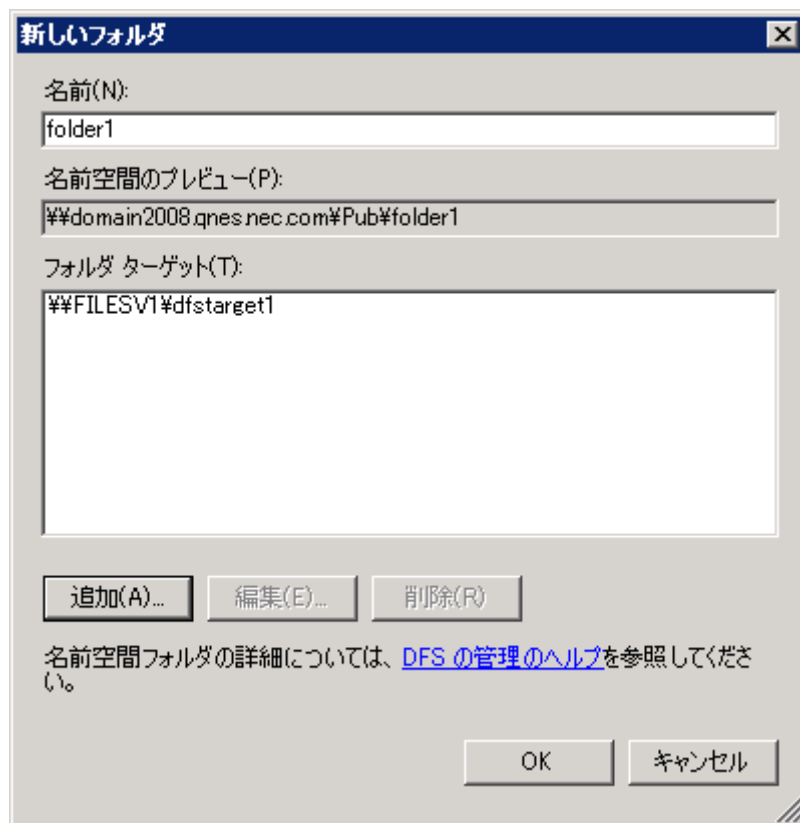 新しいフォルダ
名前(N):
folder1
名前空間のプレビュー(P):
¥¥domain2008.qnes.nec.com¥Pub¥folder1
フォルダ ターゲット(T):
¥¥FILESV1¥dfstarget1
追加(A)... 編集(E)... 削除(R)
名前空間フォルダの詳細については、DFS の管理のヘルプを参照してくださ
い。
OK キャンセル